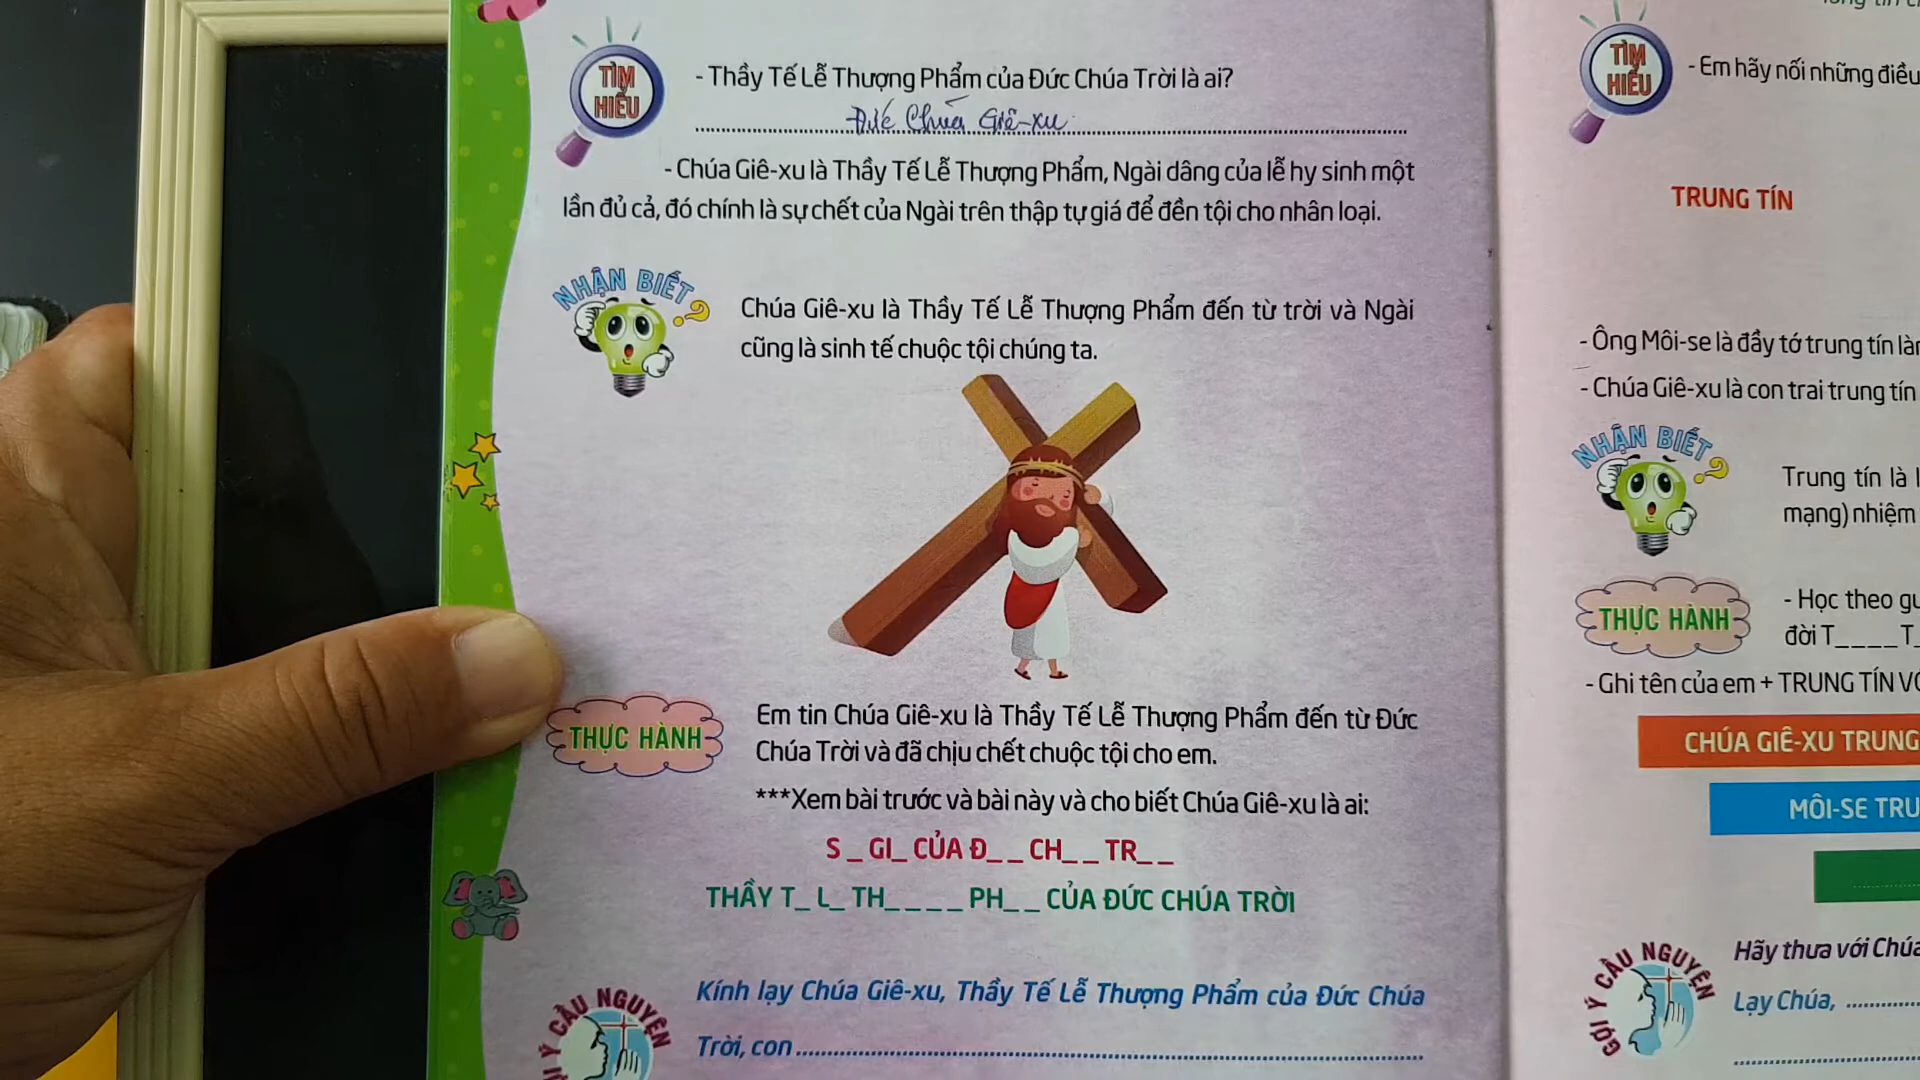 TÌM
HIỂU
- Thầy Tế Lễ Thượng Phẩm của Đức Chúa Trời là ai?
Đức Chúa Giê-xu
- Chúa Giê-xu là Thầy Tế Lễ Thượng Phẩm, Ngài dâng của lễ hy sinh một
lần đủ cả, đó chính là sự chết của Ngài trên thập tự giá để đền tội cho nhân loại.
NHẬN BIẾT
Chúa Giê-xu là Thầy Tế Lễ Thượng Phẩm đến từ trời và Ngài
cũng là sinh tế chuộc tội chúng ta.
THỰC HÀNH
Em tin Chúa Giê-xu là Thầy Tế Lễ Thượng Phẩm đến từ Đức
Chúa Trời và đã chịu chết chuộc tội cho em.
***Xem bài trước và bài này và cho biết Chúa Giê-xu là ai:
S _ GI_ CỦA Đ_ _ CH_ _ TR_ _
THẦY T_ L_ TH_ _ _ _ PH_ _ CỦA ĐỨC CHÚA TRỜI
Ý CẦU NGUYỆN
Kính lạy Chúa Giê-xu, Thầy Tế Lễ Thượng Phẩm của Đức Chúa
Trời, con ........................
TÌM
HIỂU
- Em hãy nối những điều
TRUNG TÍN
- Ông Môi-se là đầy tớ trung tín
- Chúa Giê-xu là con trai trung tín
NHẬN BIẾT
Trung tín là
mạng) nhiệm
THỰC HÀNH
- Học theo
đời T_ _ _ _ T_
- Ghi tên của em + TRUNG TÍN
CHÚA GIÊ-XU TRUNG
MÔI-SE
GỢI Ý CẦU NGUYỆN
Hãy thưa với Chúa
Lạy Chúa, ............